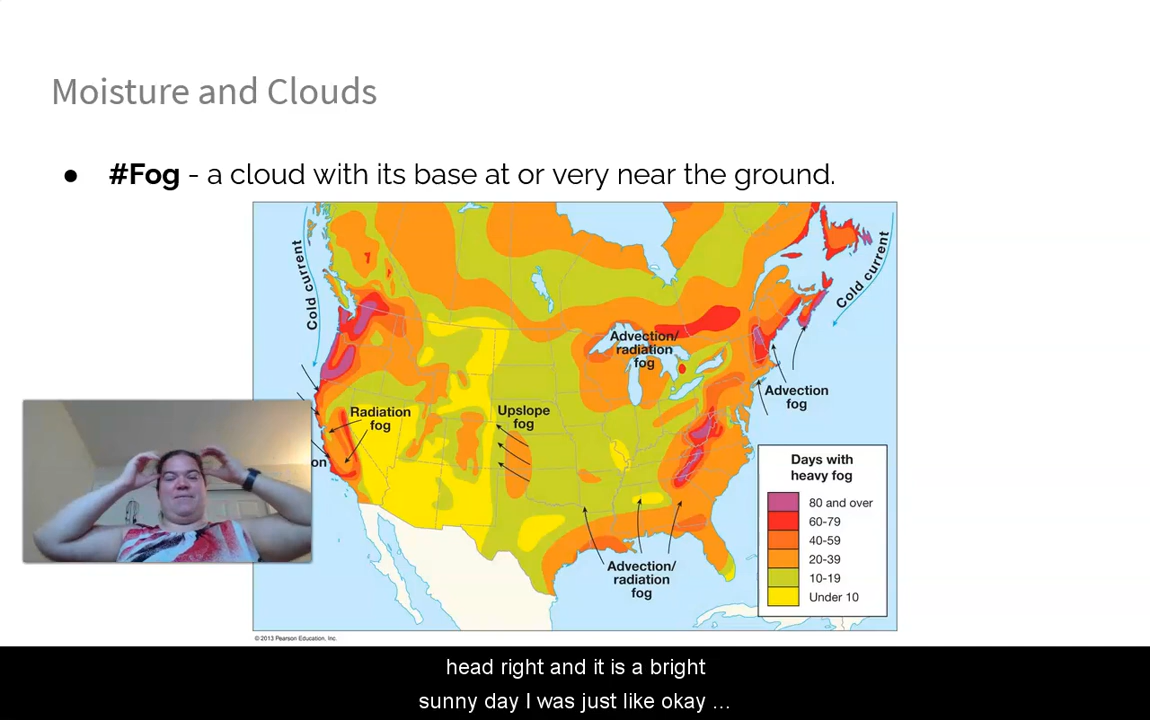 Moisture and Clouds
● #Fog - a cloud with its base at or very near the ground.
Cold current
Cold current
Advection/
radiation
fog
Advection
fog
Radiation
fog
Upslope
fog
on
Days with
heavy fog
80 and over
60-79
40-59
20-39
10-19
Under 10
Advection/
radiation
fog
© 2013 Pearson Education, Inc.
head right and it is a bright
sunny day I was just like okay ...